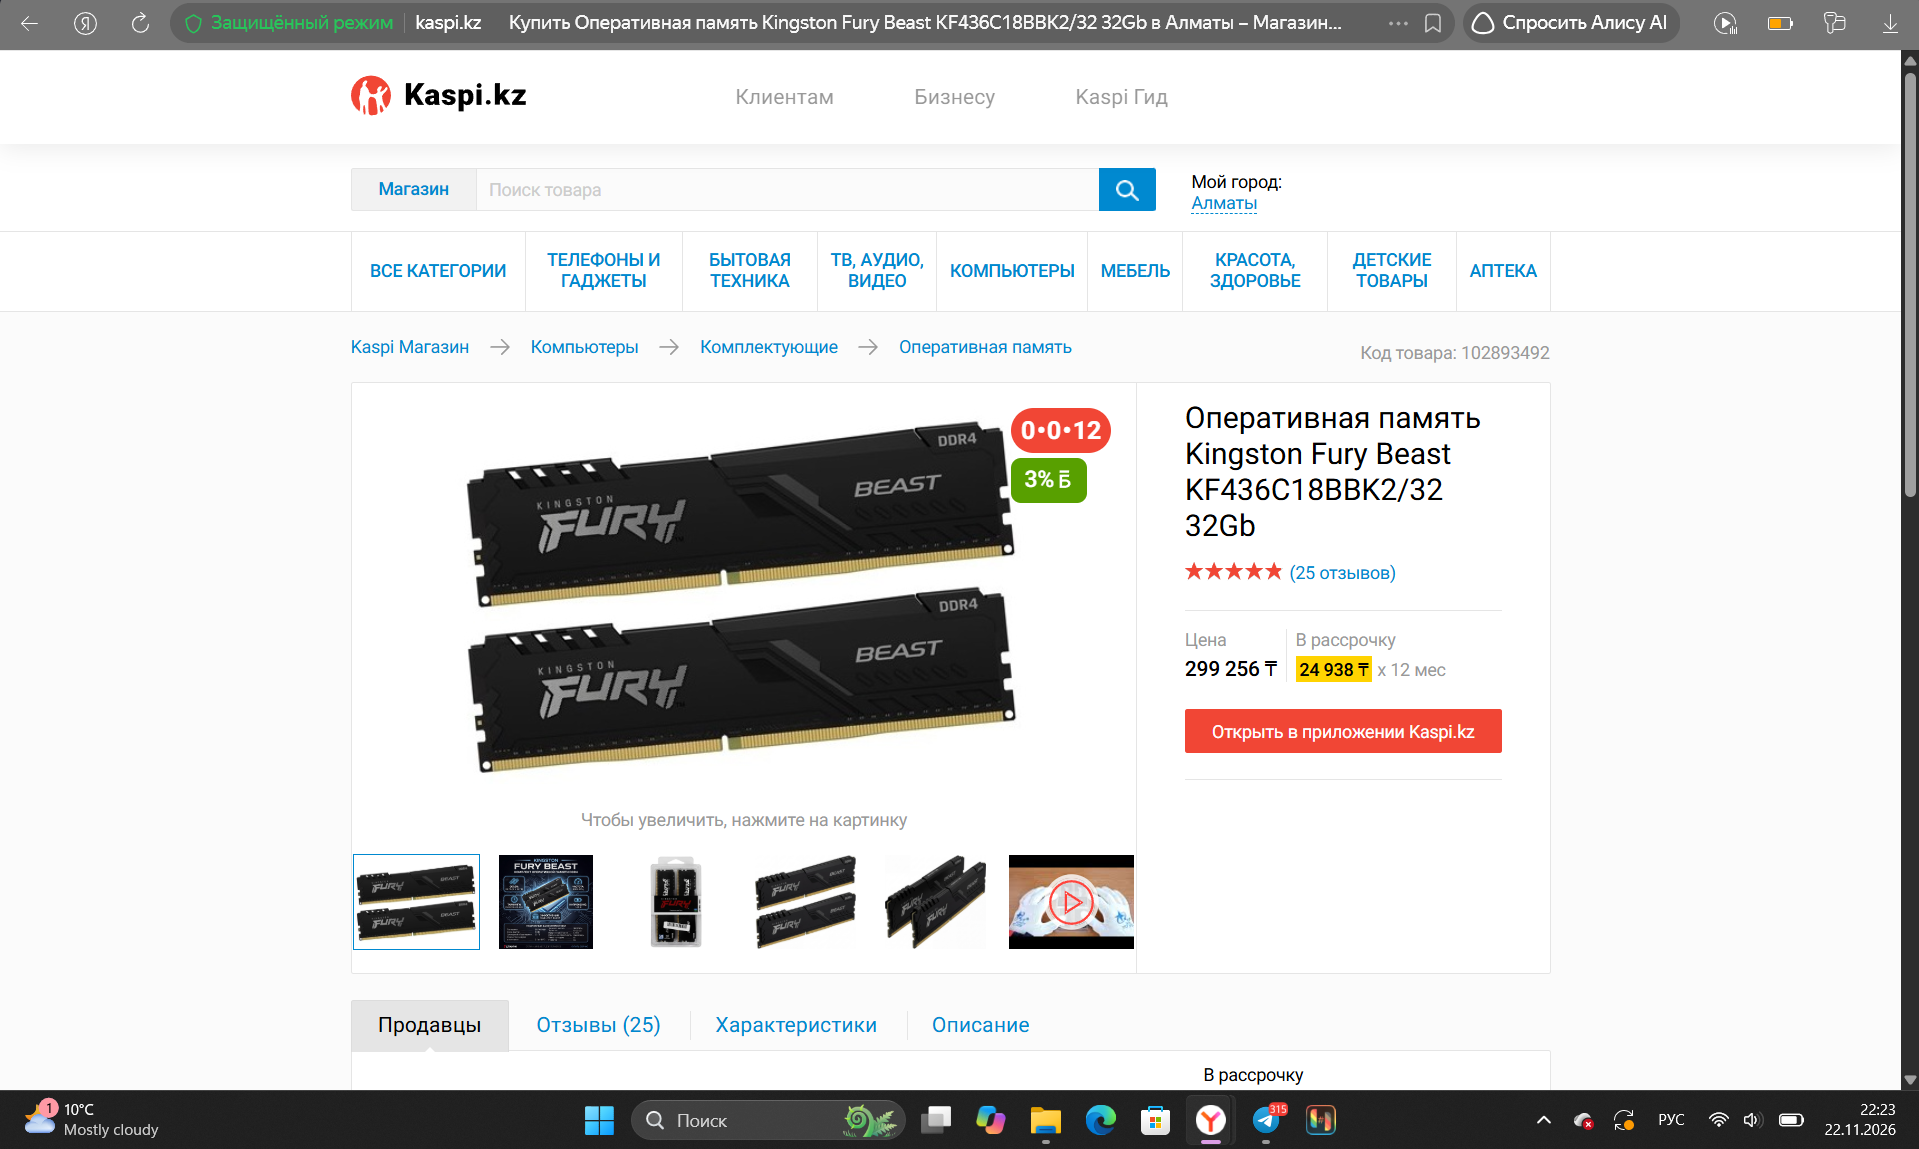 Защищённый режим
kaspi.kz
Купить Оперативная память Kingston Fury Beast KF436C18BBK2/32 32Gb в Алматы – Магазин...
Спросить Алису AI
Kaspi.kz
Клиентам
Бизнесу
Kaspi Гид
Магазин
Поиск товара
Мой город:
Алматы
ВСЕ КАТЕГОРИИ
ТЕЛЕФОНЫ И
ГАДЖЕТЫ
БЫТОВАЯ
ТЕХНИКА
ТВ, АУДИО,
ВИДЕО
КОМПЬЮТЕРЫ
МЕБЕЛЬ
КРАСОТА,
ЗДОРОВЬЕ
ДЕТСКИЕ
ТОВАРЫ
АПТЕКА
Kaspi Магазин
Компьютеры
Комплектующие
Оперативная память
Код товара: 102893492
0•0•12
3% Б
DDR4
KINGSTON
FURY
BEAST
DDR4
KINGSTON
FURY
BEAST
Чтобы увеличить, нажмите на картинку
KINGSTON
FURY BEAST
Оперативная память
Kingston Fury Beast
KF436C18BBK2/32
32Gb
(25 отзывов)
Цена
299 256 ₸
В рассрочку
24 938 ₸ x 12 мес
Открыть в приложении Kaspi.kz
Продавцы
Отзывы (25)
Характеристики
Описание
В рассрочку
1
10°C
Mostly cloudy
Поиск
315
РУС
22:23
22.11.2026